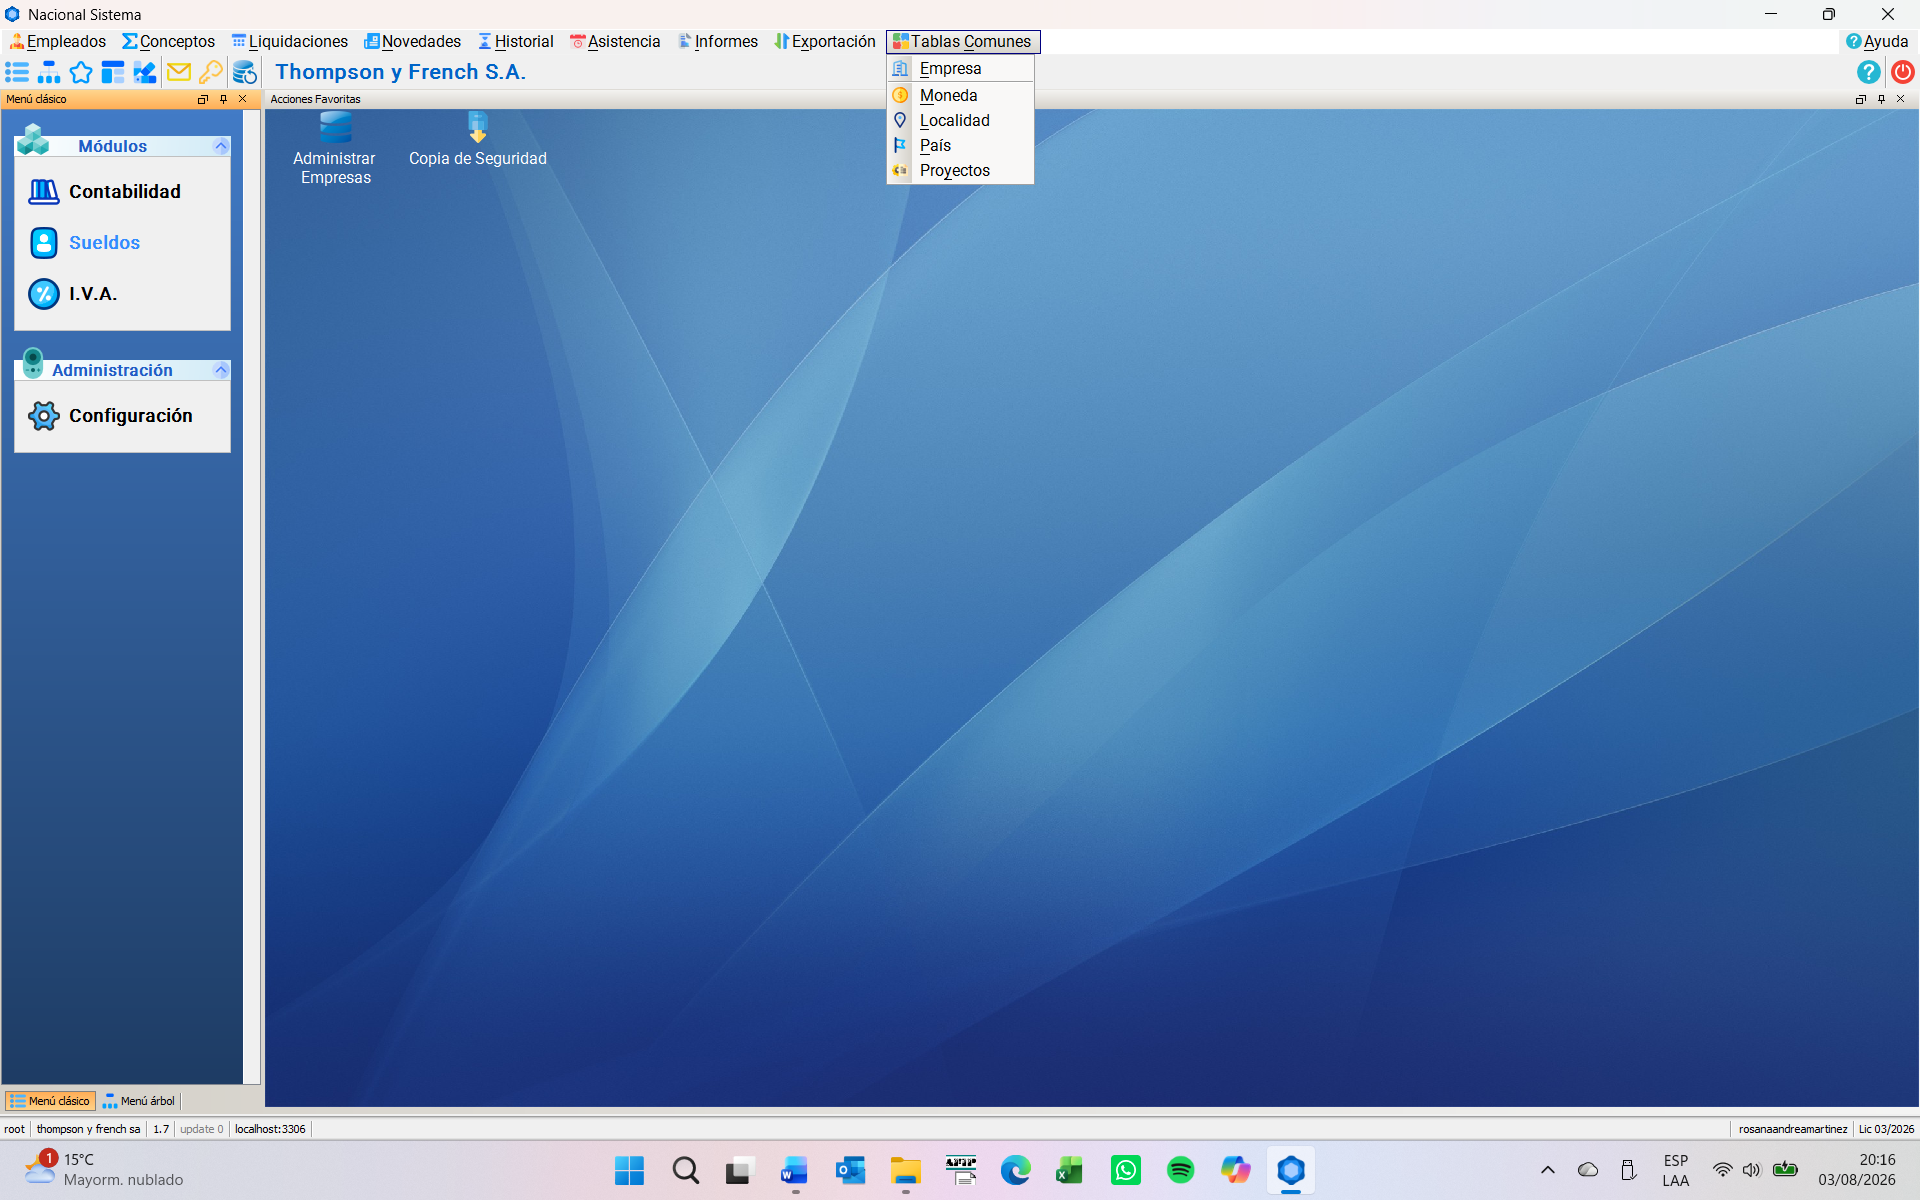 Nacional Sistema
Empleados Conceptos Liquidaciones Novedades Historial Asistencia Informes Exportación Tablas Comunes Ayuda
Thompson y French S.A.
Menú clásico
Acciones Favoritas
Empresa
Moneda
Localidad
País
Proyectos
Administrar
Empresas
Copia de Seguridad
Módulos
Contabilidad
Sueldos
I.V.A.
Administración
Configuración
Menú clásico Menú árbol
root thompson y french sa 1.7 update 0 localhost:3306 rosanaandreamartinez Lic 03/2026
1
15°C
Mayorm. nublado
ESP
LAA
20:16
03/08/2026